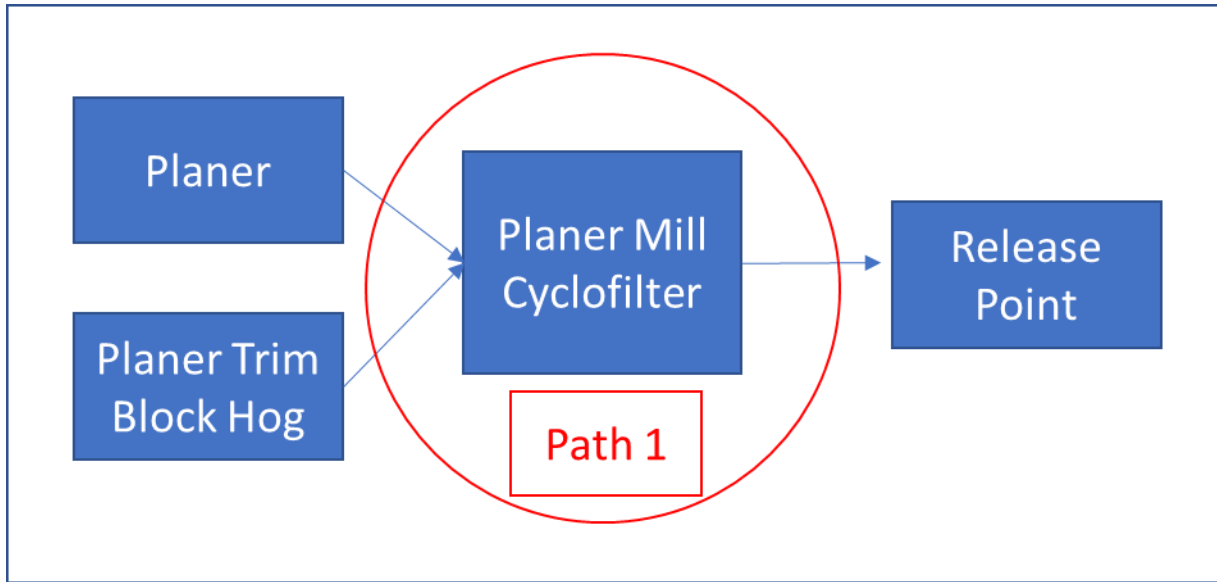 Planer
Planer Trim
Block Hog
Planer Mill
Cyclofilter
Path 1
Release
Point